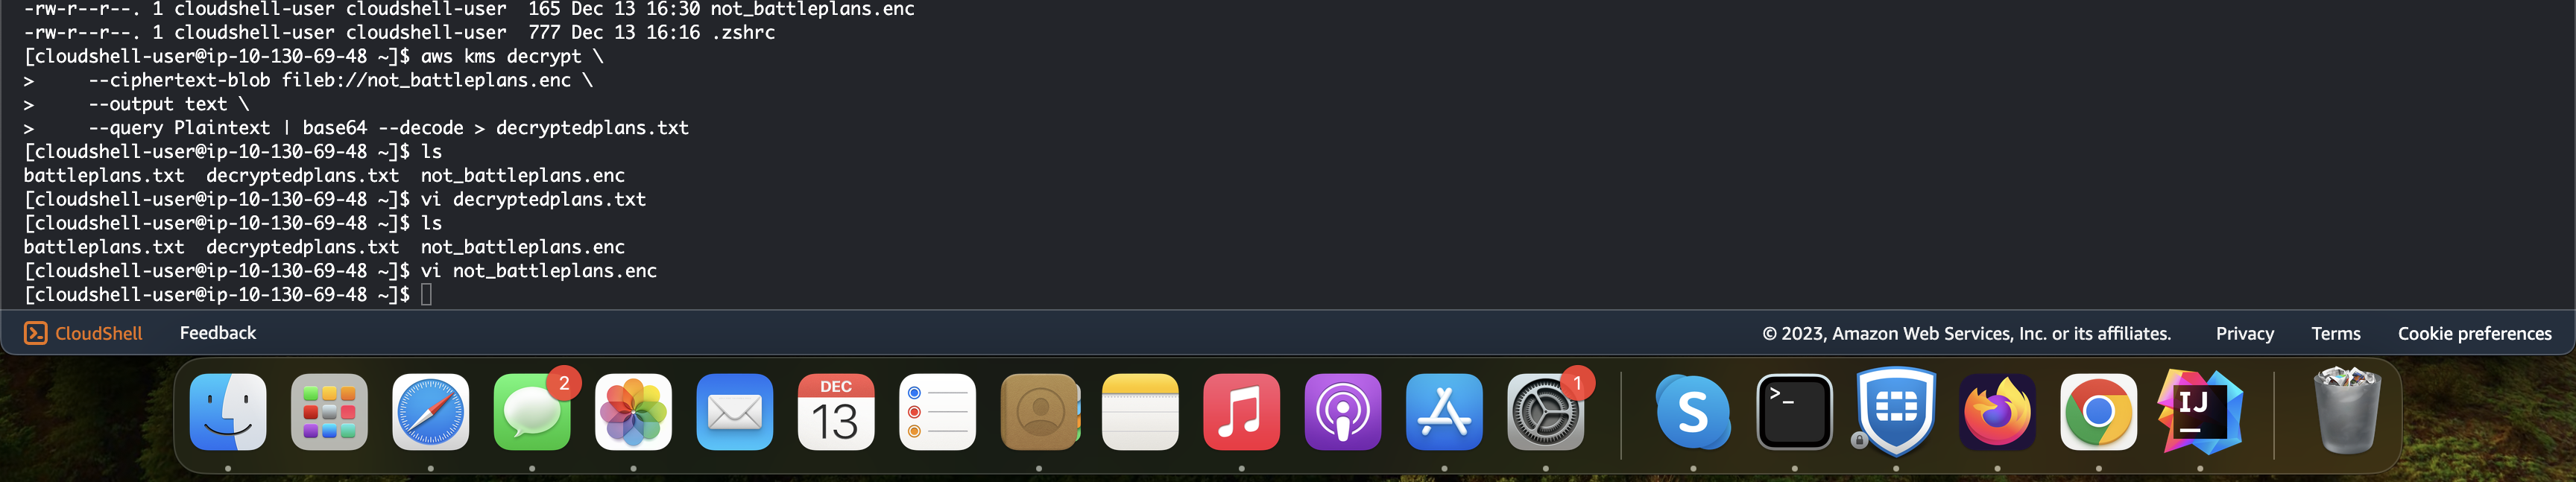 -rw-r--r--. 1 cloudshell-user cloudshell-user  165 Dec 13 16:30 not_battleplans.enc
-rw-r--r--. 1 cloudshell-user cloudshell-user  777 Dec 13 16:16 .zshrc
[cloudshell-user@ip-10-130-69-48 ~]$ aws kms decrypt \
>     --ciphertext-blob fileb://not_battleplans.enc \
>     --output text \
>     --query Plaintext | base64 --decode > decryptedplans.txt
[cloudshell-user@ip-10-130-69-48 ~]$ ls
battleplans.txt  decryptedplans.txt  not_battleplans.enc
[cloudshell-user@ip-10-130-69-48 ~]$ vi decryptedplans.txt
[cloudshell-user@ip-10-130-69-48 ~]$ ls
battleplans.txt  decryptedplans.txt  not_battleplans.enc
[cloudshell-user@ip-10-130-69-48 ~]$ vi not_battleplans.enc
[cloudshell-user@ip-10-130-69-48 ~]$
CloudShell Feedback © 2023, Amazon Web Services, Inc. or its affiliates. Privacy Terms Cookie preferences
2
DEC
13
1
S
>_
IJ